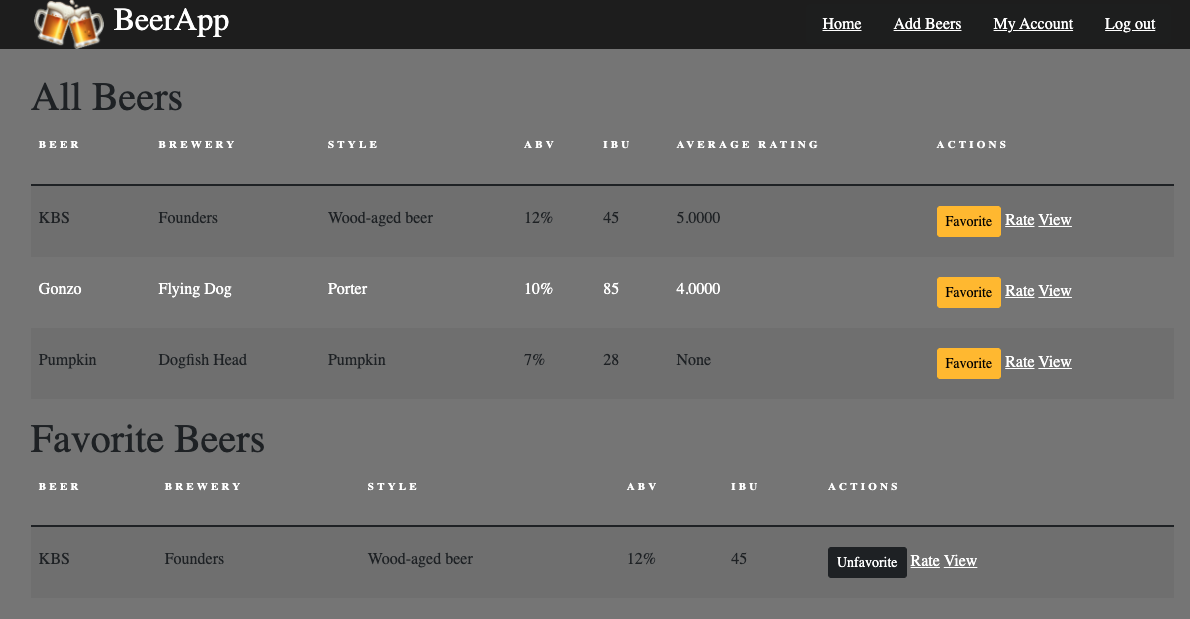 BeerApp Home Add Beers My Account Log out
All Beers
BEER BREWERY STYLE ABV IBU AVERAGE RATING ACTIONS
KBS Founders Wood-aged beer 12% 45 5.0000 Favorite Rate View
Gonzo Flying Dog Porter 10% 85 4.0000 Favorite Rate View
Pumpkin Dogfish Head Pumpkin 7% 28 None Favorite Rate View
Favorite Beers
BEER BREWERY STYLE ABV IBU ACTIONS
KBS Founders Wood-aged beer 12% 45 Unfavorite Rate View